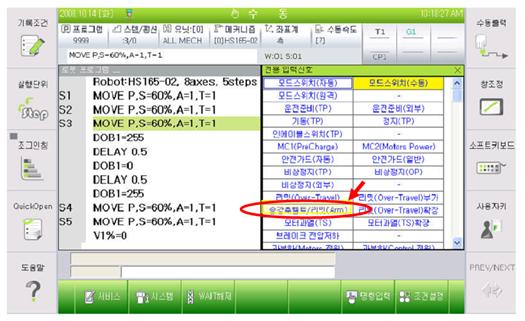 기록조건
2008.10.14 [화]
수 동
10:18:27 AM
수동출력
프로그램 스텝/평션 유닛:[0] 메커니즘 좌표계 수동속도 T1 G1
9999 :3/0 ALL MECH [0]HS165-02 축 [?] CP1
MOVE P,S=60%,A=1,T=1
W:01 S:01
로봇 프로그램 ...
전용 입력신호
실행단위
Step
창조정
Robot:HS165-02, 8axes, 5steps
S1 MOVE P,S=60%,A=1,T=1
S2 MOVE P,S=60%,A=1,T=1
S3 MOVE P,S=60%,A=1,T=1
DOB1=255
DELAY 0.5
DOB1=0
DELAY 0.5
DOB1=255
S4 MOVE P,S=60%,A=1,T=1
S5 MOVE P,S=60%,A=1,T=1
V1%=0
모드스위치(자동) 모드스위치(수동)
모드스위치(원격) -
운전준비(TP) 운전준비(외부)
기동(TP) 정지(TP)
인에이블스위치(TP) -
MC1(PreCharge) MC2(Motors Power)
안전가드(자동) 안전가드(일반)
비상정지(TP) 비상정지(OP)
비상정지(외부) -
리밋(Over-Travel) 리밋(Over-Travel)부가
(Arm) (Over-Travel)확장
모터과열(TS) 모터과열(TS)확장
브레이크 전압저하 -
과부하(Motors 전원) 과부하(Control 전원)
조그인칭
소프트키보드
QuickOpen
사용자키
도움말
PREV/NEXT
서비스 시스템 WAIT해제 명령입력 조건설정